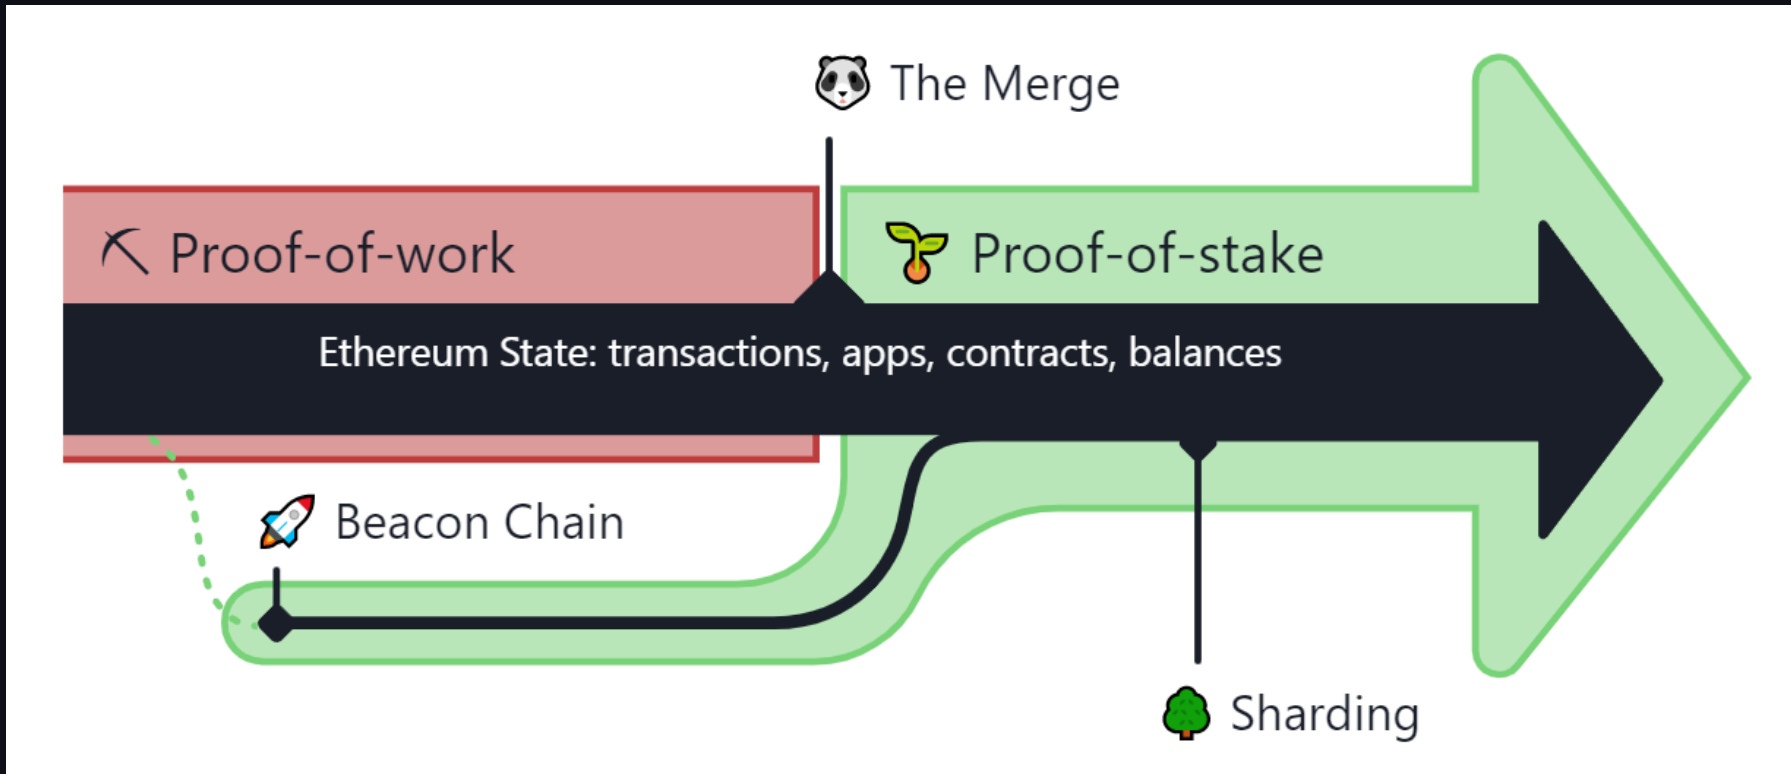 The Merge
Proof-of-work
Proof-of-stake
Ethereum State: transactions, apps, contracts, balances
Beacon Chain
Sharding